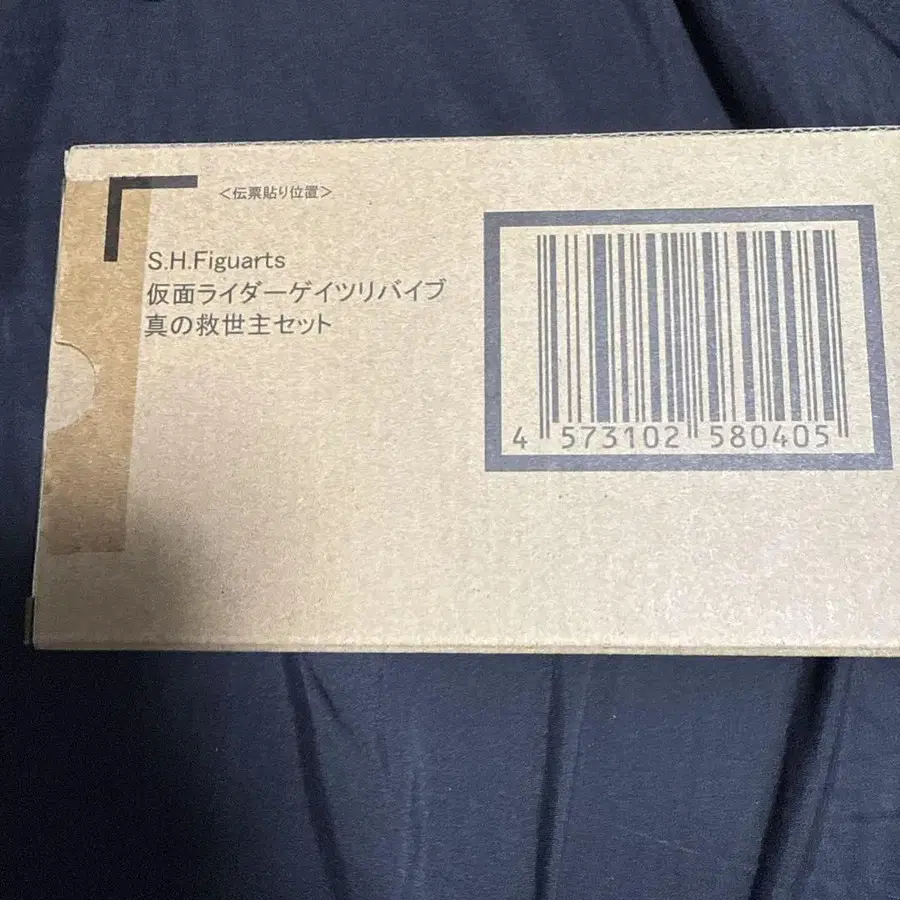 ＜伝票貼り位置＞
S.H.Figuarts
仮面ライダーゲイツリバイブ
真の救世主セット
4 573102 580405